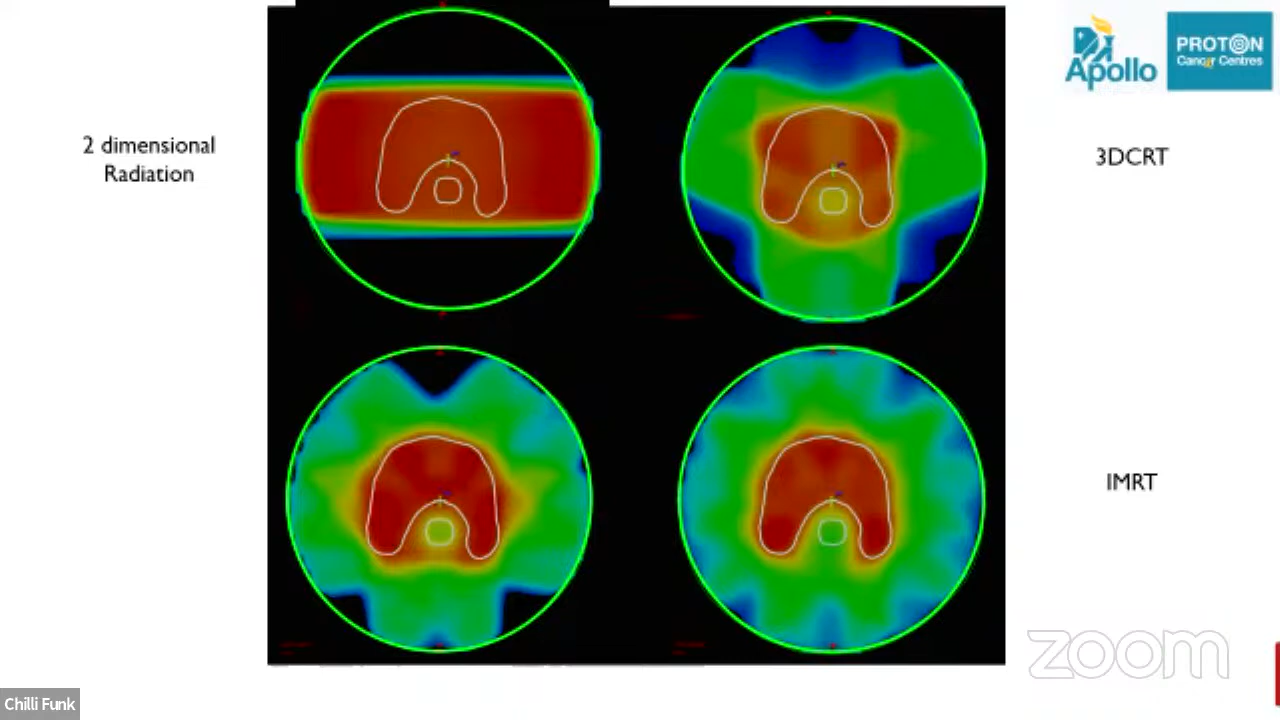 Apollo
PROTON
Cancer Centres
2 dimensional
Radiation
3DCRT
IMRT
zoom
Chilli Funk